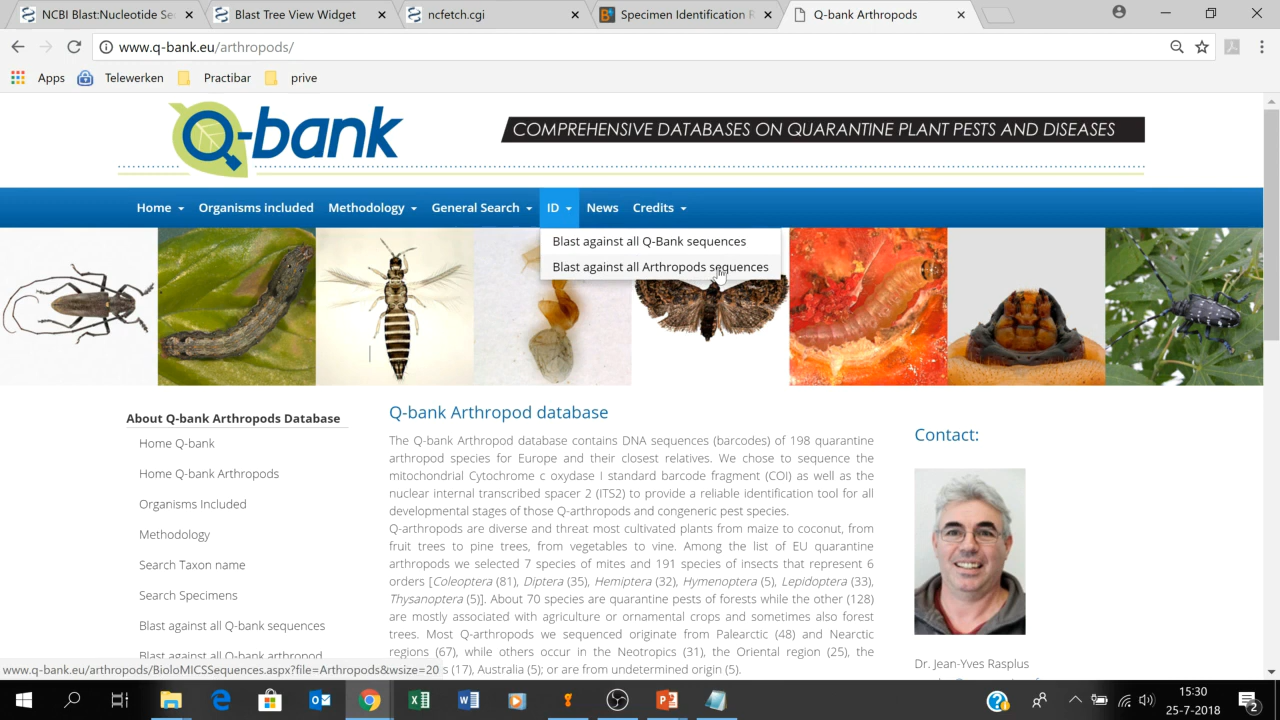 NCBI Blast:Nucleotide Se
Blast Tree View Widget
ncfetch.cgi
Specimen Identification R
Q-bank Arthropods
www.q-bank.eu/arthropods/
Apps
Telewerken
Practibar
prive
Q-bank
COMPREHENSIVE DATABASES ON QUARANTINE PLANT PESTS AND DISEASES
Home
Organisms included
Methodology
General Search
ID
News
Credits
Blast against all Q-Bank sequences
Blast against all Arthropods sequences
About Q-bank Arthropods Database
Home Q-bank
Home Q-bank Arthropods
Organisms Included
Methodology
Search Taxon name
Search Specimens
Blast against all Q-bank sequences
Blast against all Q-bank arthropod
Q-bank Arthropod database
The Q-bank Arthropod database contains DNA sequences (barcodes) of 198 quarantine
arthropod species for Europe and their closest relatives. We chose to sequence the
mitochondrial Cytochrome c oxydase I standard barcode fragment (COI) as well as the
nuclear internal transcribed spacer 2 (ITS2) to provide a reliable identification tool for all
developmental stages of those Q-arthropods and congeneric pest species.
Q-arthropods are diverse and threat most cultivated plants from maize to coconut, from
fruit trees to pine trees, from vegetables to vine. Among the list of EU quarantine
arthropods we selected 7 species of mites and 191 species of insects that represent 6
orders [Coleoptera (81), Diptera (35), Hemiptera (32), Hymenoptera (5), Lepidoptera (33),
Thysanoptera (5)]. About 70 species are quarantine pests of forests while the other (128)
are mostly associated with agriculture or ornamental crops and sometimes also forest
trees. Most Q-arthropods we sequenced originate from Palearctic (48) and Nearctic
regions (67), while others occur in the Neotropics (31), the Oriental region (25), the
s (17), Australia (5); or are from undetermined origin (5).
Contact:
Dr. Jean-Yves Rasplus
www.q-bank.eu/arthropods/BioloMICSSequences.aspx?file=Arthropods&wsize=20
15:30
25-7-2018
2